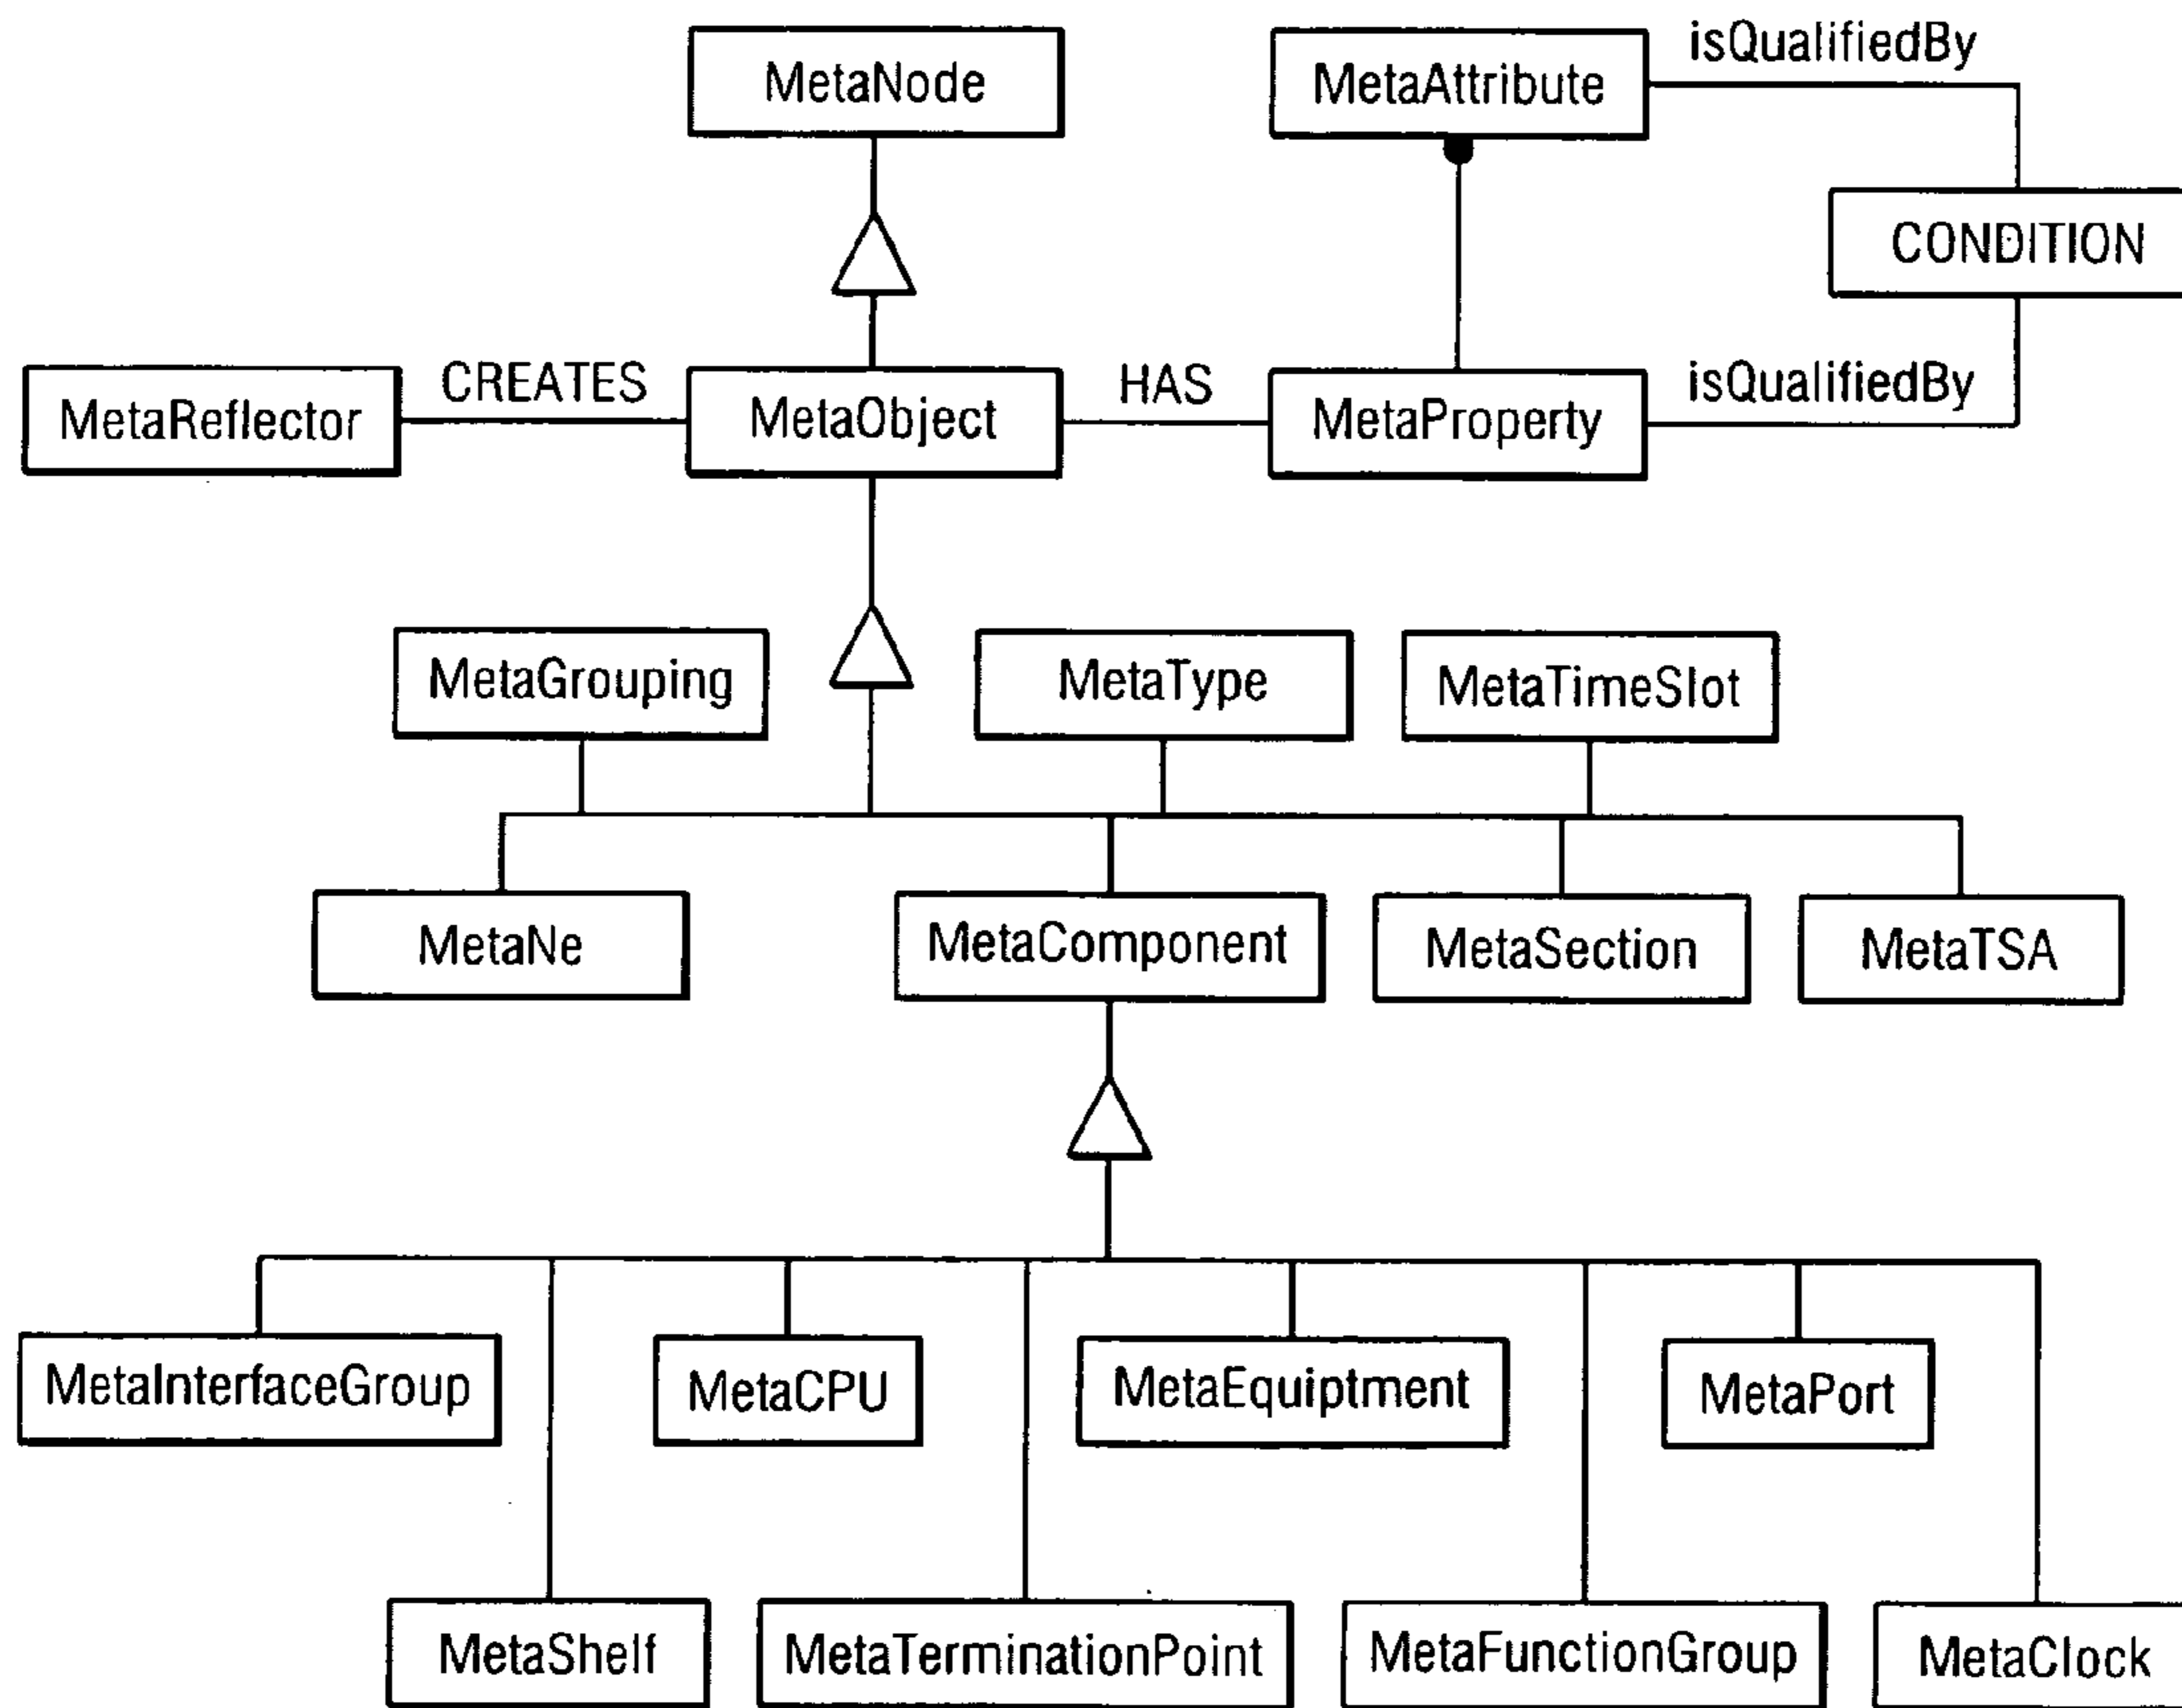 MetaNode
MetaAttribute
isQualifiedBy
CONDITION
MetaReflector
CREATES
MetaObject
HAS
MetaProperty
isQualifiedBy
MetaGrouping
MetaType
MetaTimeSlot
MetaNe
MetaComponent
MetaSection
MetaTSA
MetaInterfaceGroup
MetaCPU
MetaEquiptment
MetaPort
MetaShelf
MetaTerminationPoint
MetaFunctionGroup
MetaClock